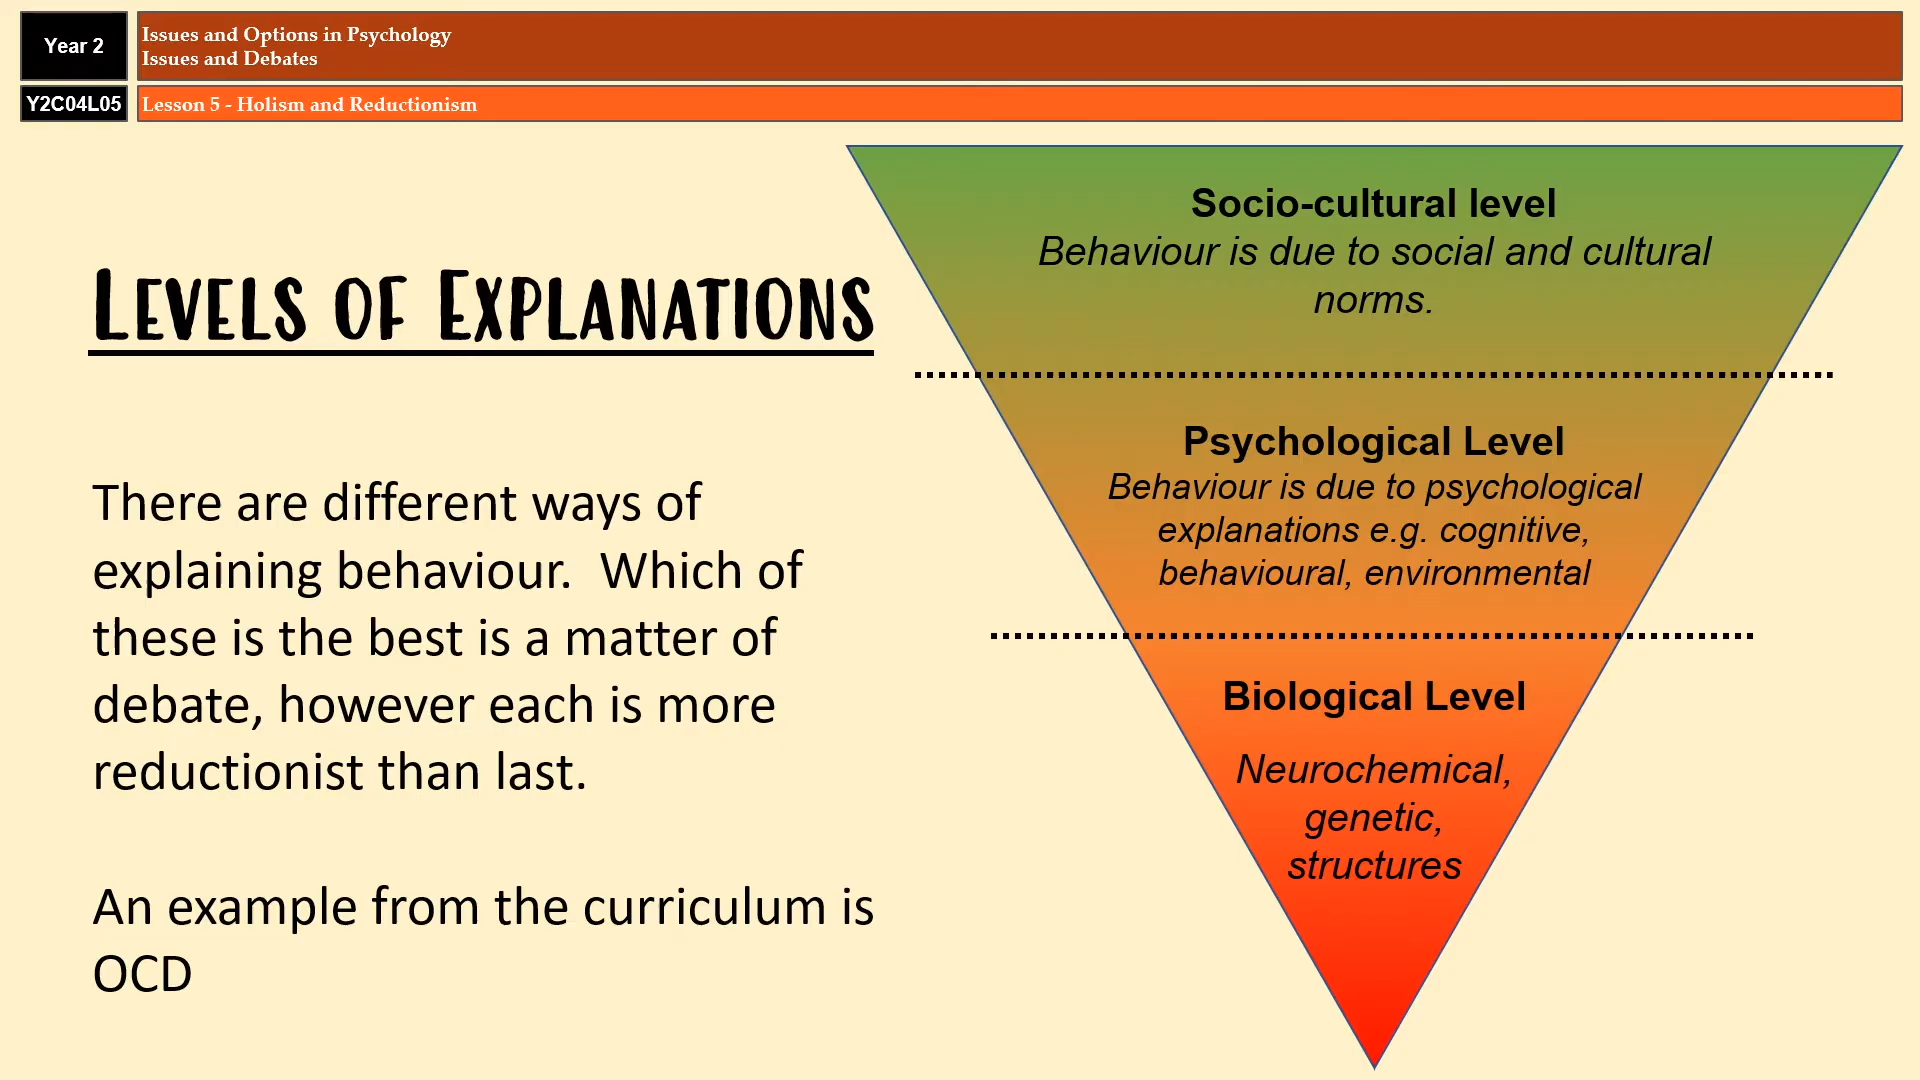 Year 2
Issues and Options in Psychology
Issues and Debates
Y2C04L05
Lesson 5 - Holism and Reductionism
Levels of Explanations
There are different ways of
explaining behaviour.  Which of
these is the best is a matter of
debate, however each is more
reductionist than last.
An example from the curriculum is
OCD
Socio-cultural level
Behaviour is due to social and cultural
norms.
Psychological Level
Behaviour is due to psychological
explanations e.g. cognitive,
behavioural, environmental
Biological Level
Neurochemical,
genetic,
structures